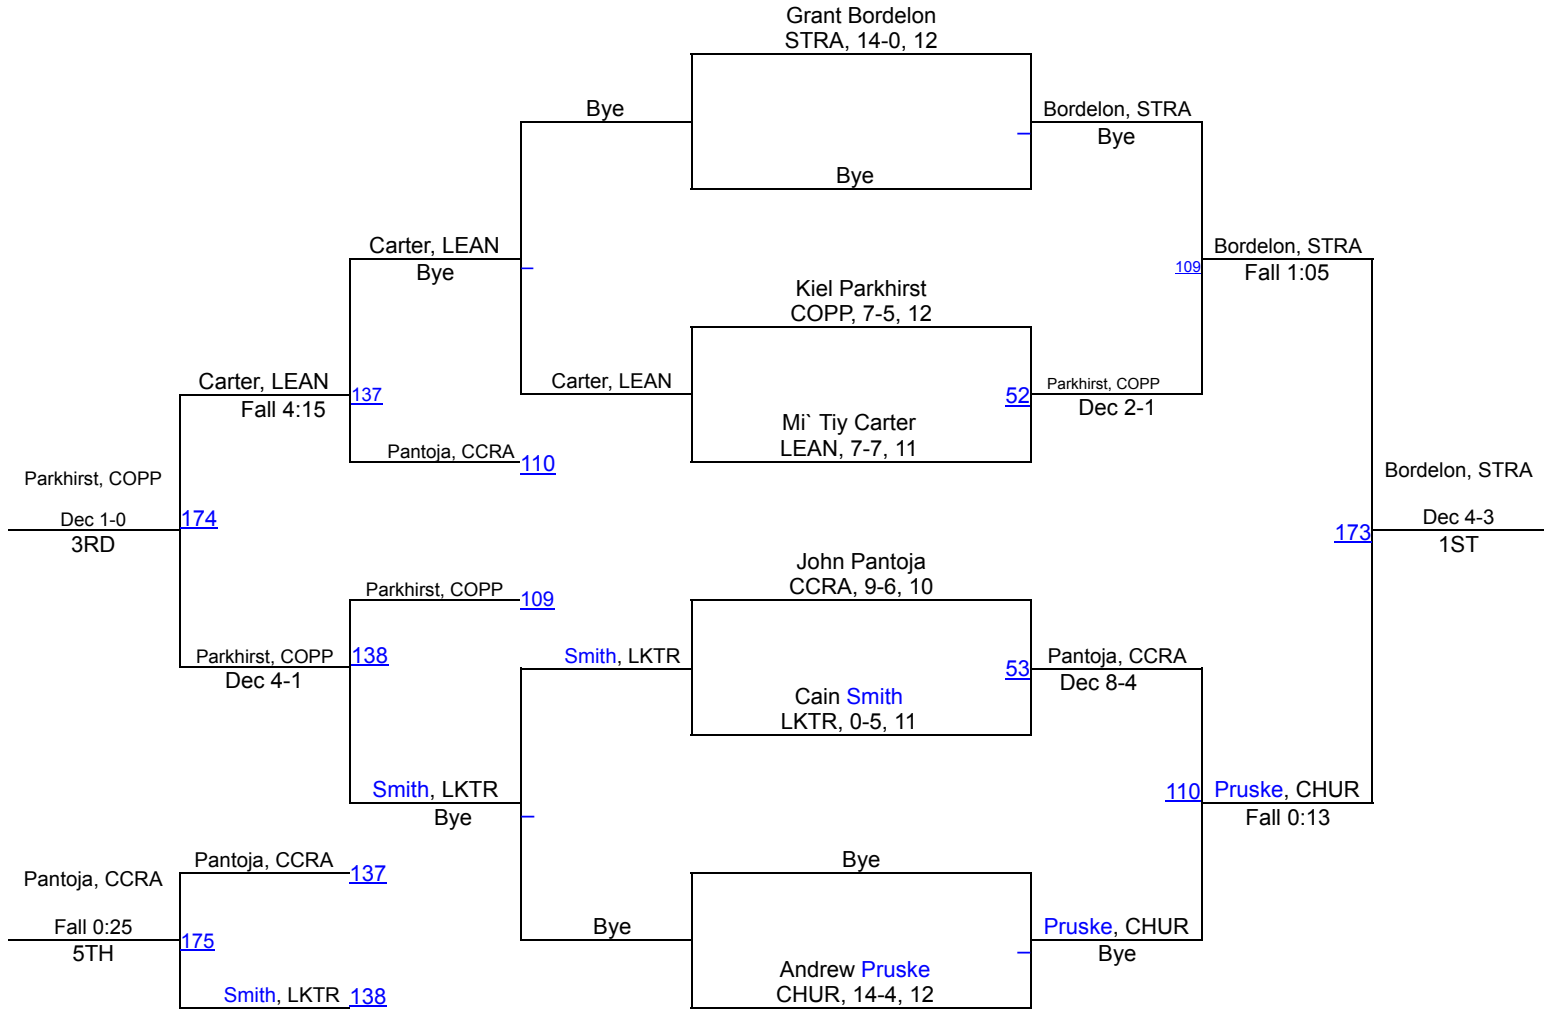 Grant Bordelon
STRA, 14-0, 12
Bye
Bordelon, STRA
Bye
Bye
Carter, LEAN
Bye
Bordelon, STRA
109
Fall 1:05
Kiel Parkhirst
COPP, 7-5, 12
Carter, LEAN
137
Fall 4:15
Carter, LEAN
52
Parkhirst, COPP
Dec 2-1
Mi` Tiy Carter
LEAN, 7-7, 11
Pantoja, CCRA
110
Parkhirst, COPP
Dec 1-0
3RD
174
Bordelon, STRA
173
Dec 4-3
1ST
John Pantoja
CCRA, 9-6, 10
Parkhirst, COPP
109
Parkhirst, COPP
138
Dec 4-1
Smith, LKTR
53
Pantoja, CCRA
Dec 8-4
Cain Smith
LKTR, 0-5, 11
Smith, LKTR
Bye
110
Pruske, CHUR
Fall 0:13
Pantoja, CCRA
Pantoja, CCRA
137
Bye
Fall 0:25
5TH
175
Bye
Pruske, CHUR
Bye
Andrew Pruske
CHUR, 14-4, 12
Smith, LKTR
138